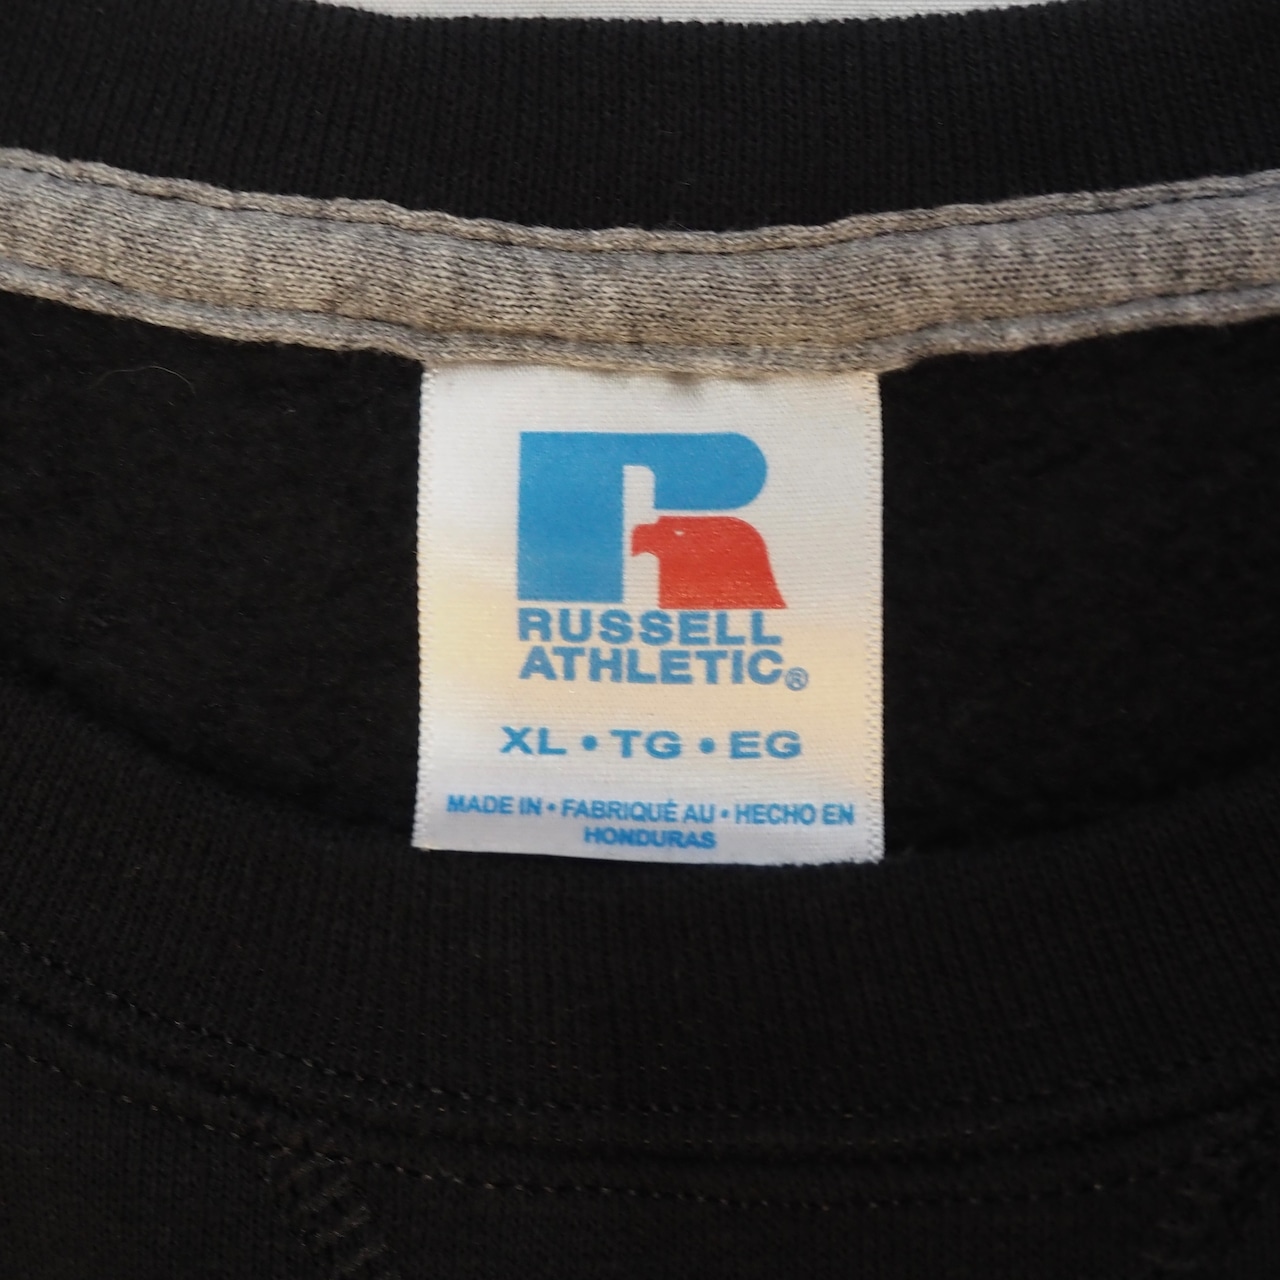 RUSSELL
ATHLETIC®
XL • TG • EG
MADE IN • FABRIQUÉ AU • HECHO EN
HONDURAS